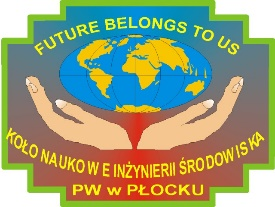 FUTURE BELONGS TO US
KOŁO NAUKOWE INŻYNIERII ŚRODOWISKA
PW w PŁOCKU